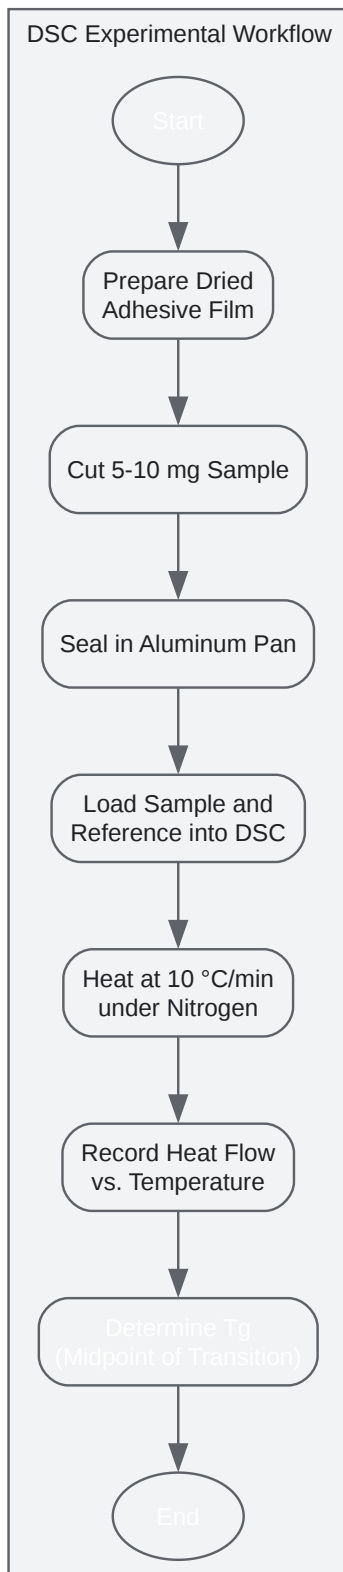 DSC Experimental Workflow
Start
Prepare Dried
Adhesive Film
Cut 5-10 mg Sample
Seal in Aluminum Pan
Load Sample and
Reference into DSC
Heat at 10 °C/min
under Nitrogen
Record Heat Flow
vs. Temperature
Determine Tg
(Midpoint of Transition)
End